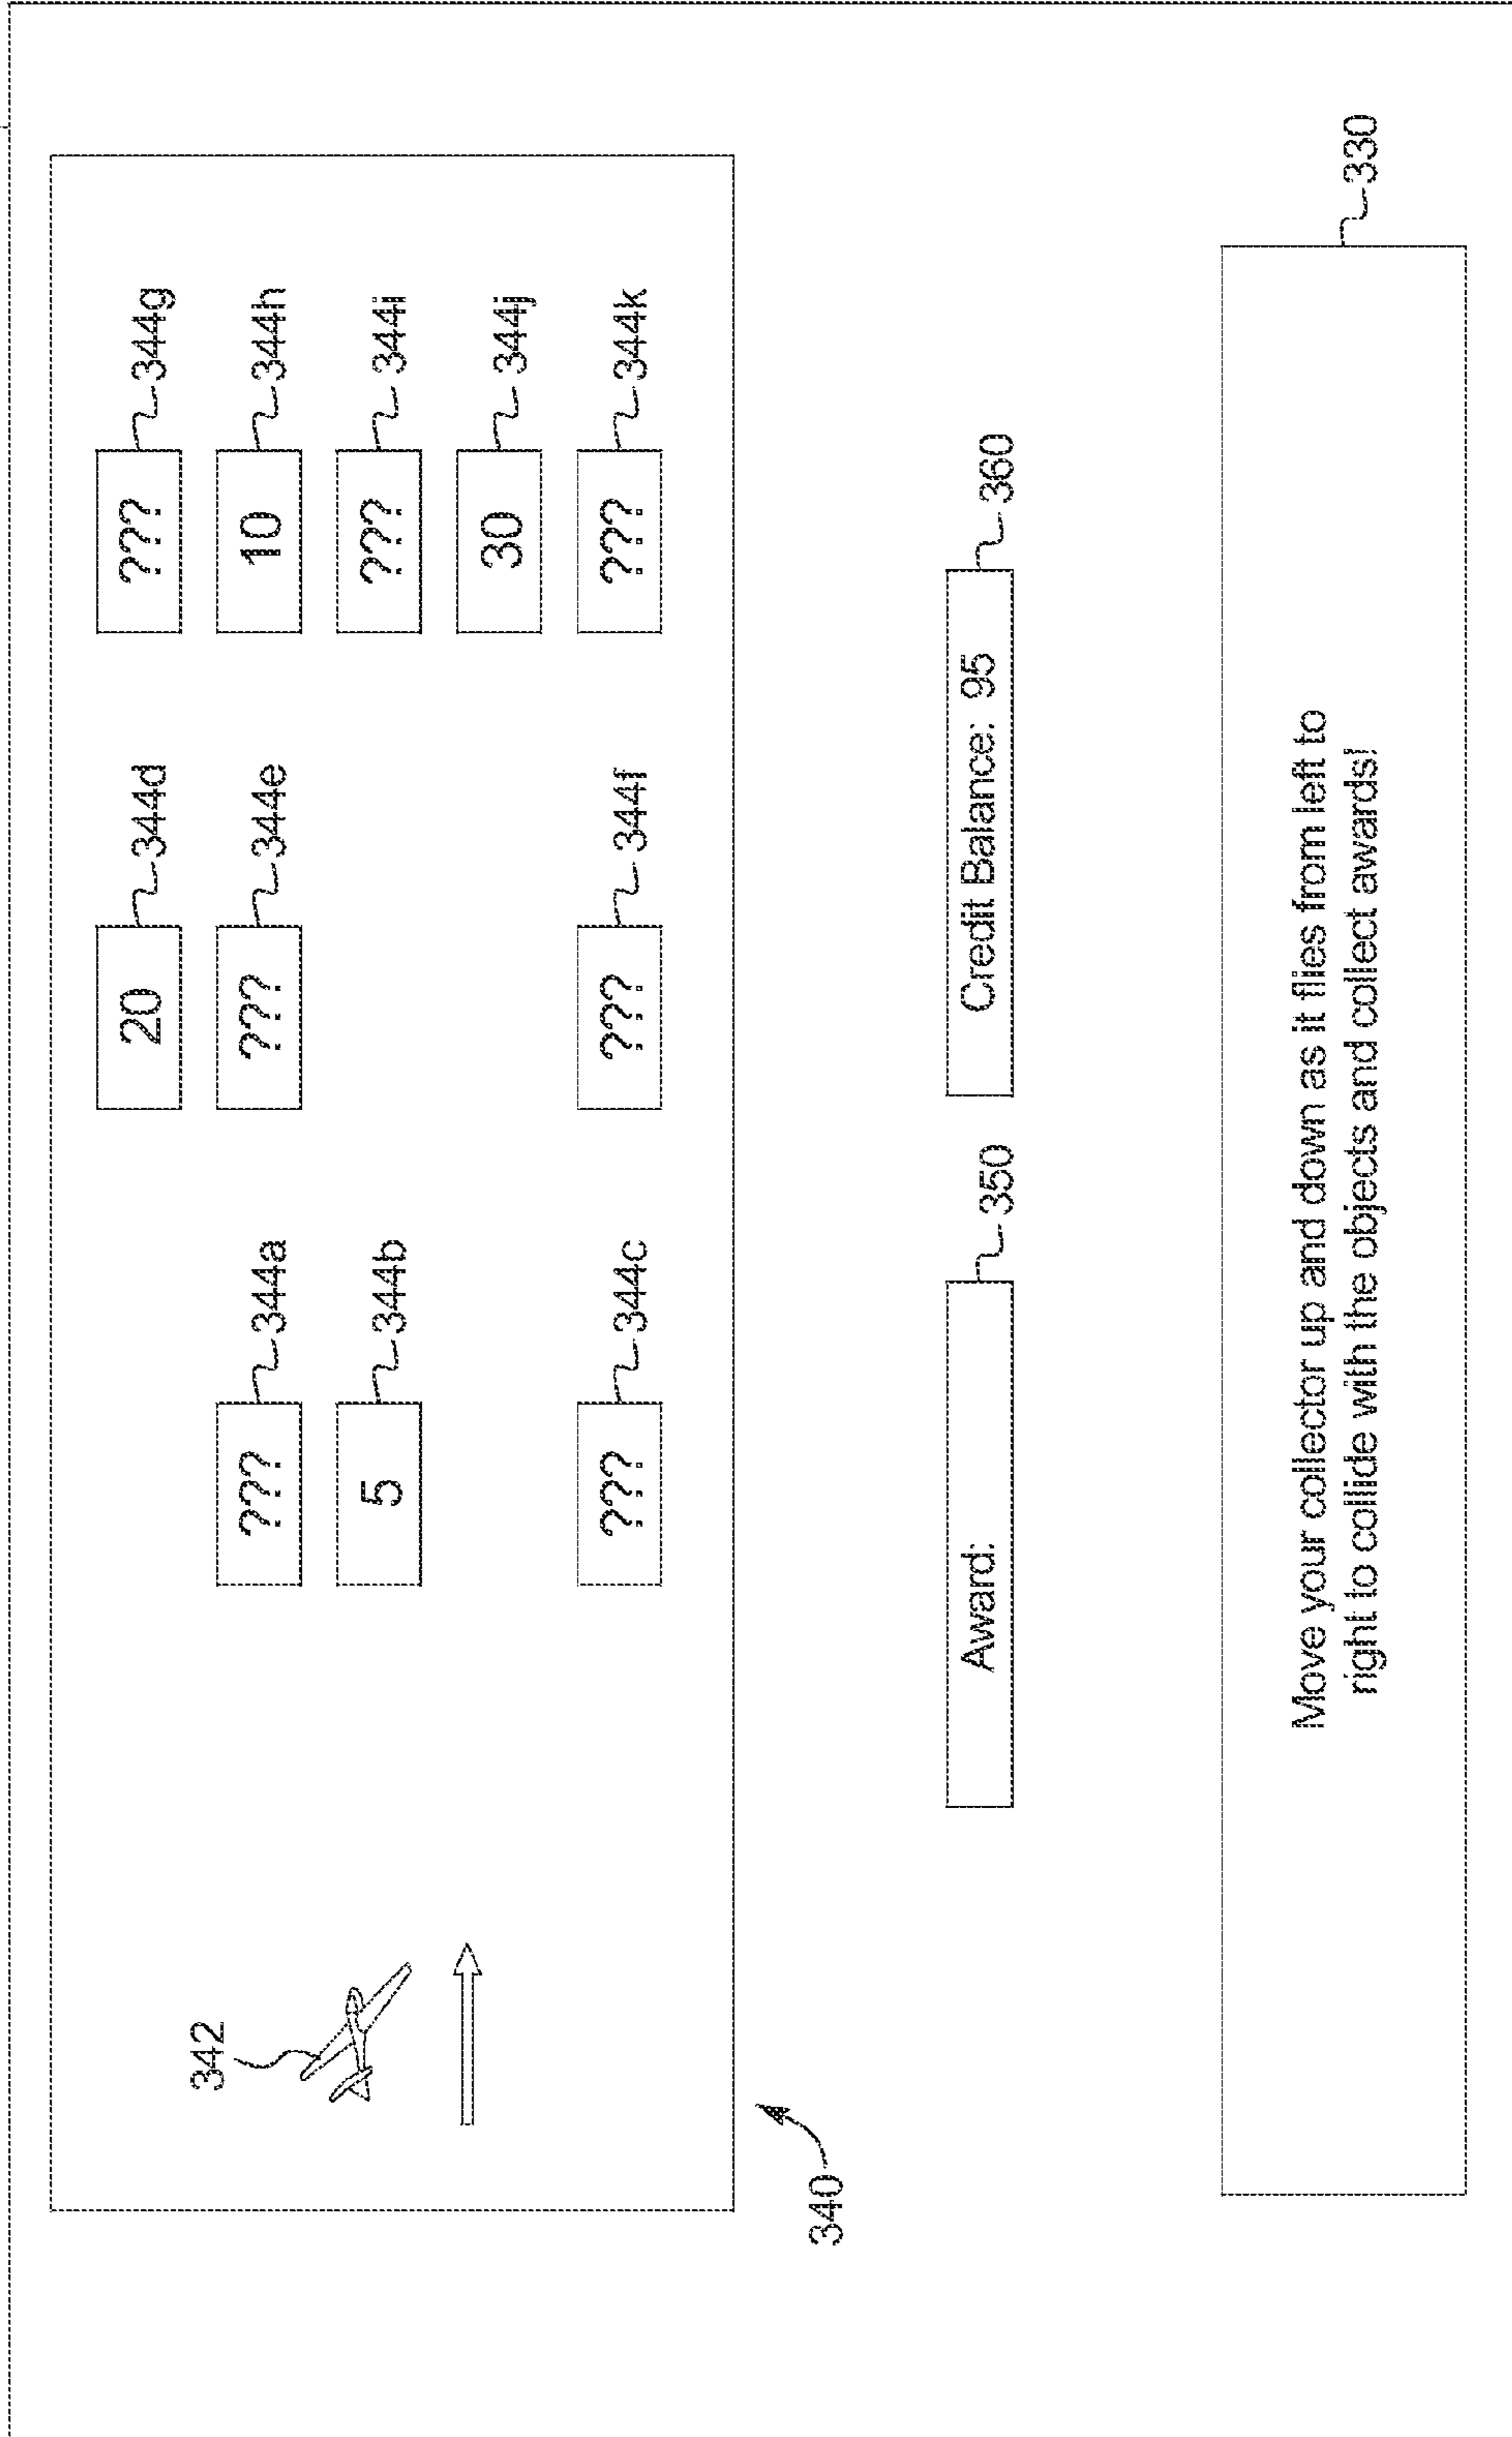 342
340
??? 344a
5 344b
??? 344c
20 344d
??? 344e
??? 344f
??? 344g
10 344h
??? 344i
30 344j
??? 344k
Award: 350
Credit Balance: 95 360
Move your collector up and down as it flies from left to
right to collide with the objects and collect awards!
330